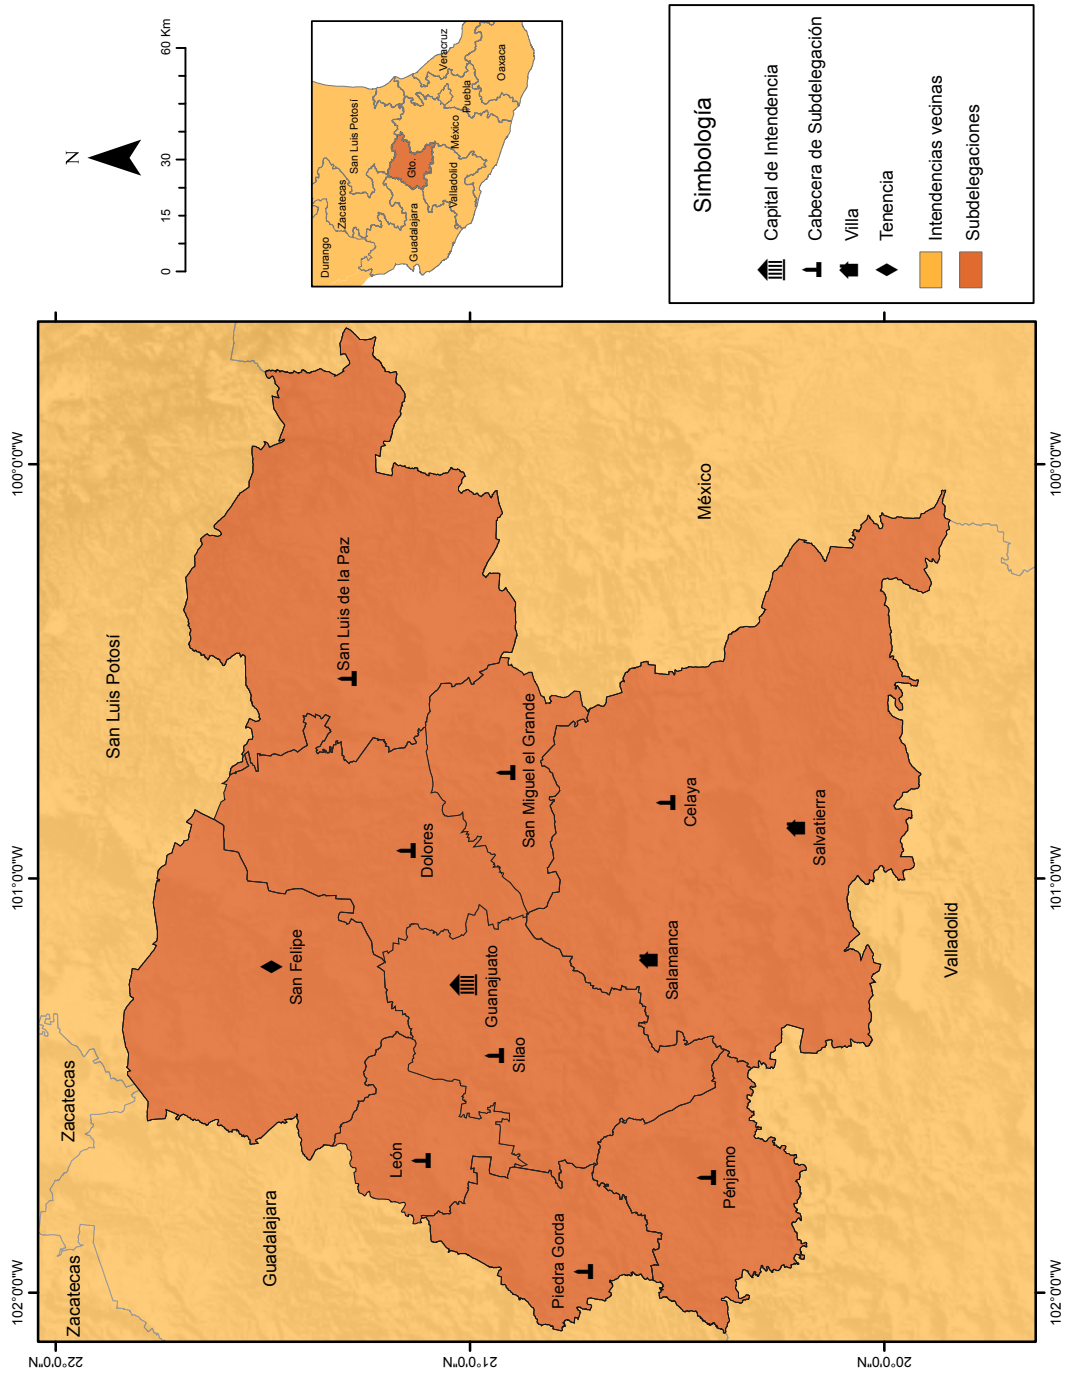 102°0'0"W
101°0'0"W
100°0'0"W
22°0'0"N
21°0'0"N
20°0'0"N
Zacatecas
Zacatecas
San Luis Potosí
Guadalajara
San Felipe
San Luis de la Paz
León
Dolores
Guanajuato
Silao
San Miguel el Grande
Piedra Gorda
Pénjamo
Salamanca
Celaya
Salvatierra
México
Valladolid
102°0'0"W
101°0'0"W
100°0'0"W
N
0
15
30
60 Km
Durango
Zacatecas
San Luis Potosí
Guadalajara
Gto.
Valladolid
México
Puebla
Veracruz
Oaxaca
Simbología
Capital de Intendencia
Cabecera de Subdelegación
Villa
Tenencia
Intendencias vecinas
Subdelegaciones